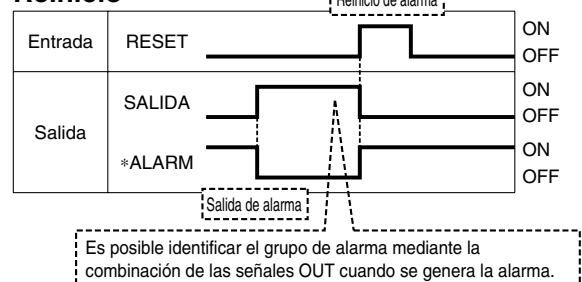 Reinicio
Reinicio de alarma
Entrada RESET ON
OFF
Salida SALIDA ON
OFF
*ALARM ON
OFF
Salida de alarma
Es posible identificar el grupo de alarma mediante la
combinación de las señales OUT cuando se genera la alarma.